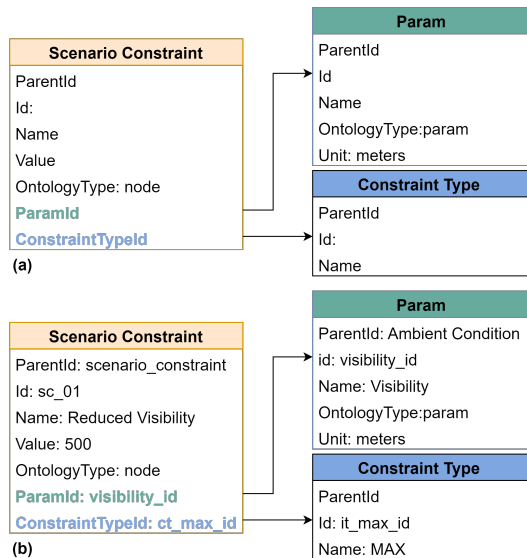 Scenario Constraint
ParentId
Id:
Name
Value
OntologyType: node
ParamId
ConstraintTypeId
(a)
Param
ParentId
Id
Name
OntologyType:param
Unit: meters
Constraint Type
ParentId
Id:
Name
Scenario Constraint
ParentId: scenario_constraint
Id: sc_01
Name: Reduced Visibility
Value: 500
OntologyType: node
ParamId: visibility_id
ConstraintTypeId: ct_max_id
(b)
Param
ParentId: Ambient Condition
id: visibility_id
Name: Visibility
OntologyType:param
Unit: meters
Constraint Type
ParentId
Id: it_max_id
Name: MAX